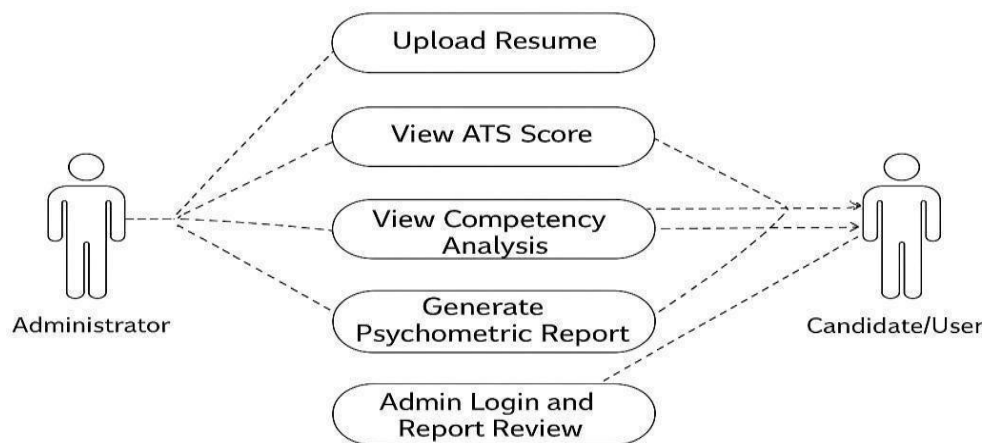 Upload Resume
View ATS Score
View Competency
Analysis
Generate
Psychometric Report
Admin Login and
Report Review
Administrator
Candidate/User